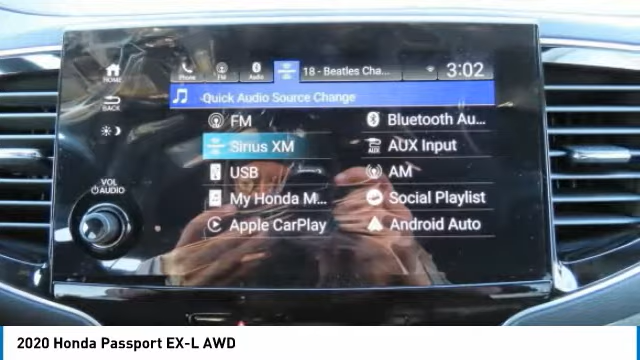 HOME
BACK
VOL
AUDIO
Phone
FM
Audio
18 - Beatles Cha...
3:02
Quick Audio Source Change
FM
Bluetooth Au...
Sirius XM
AUX Input
USB
AM
My Honda M...
Social Playlist
Apple CarPlay
Android Auto
2020 Honda Passport EX-L AWD